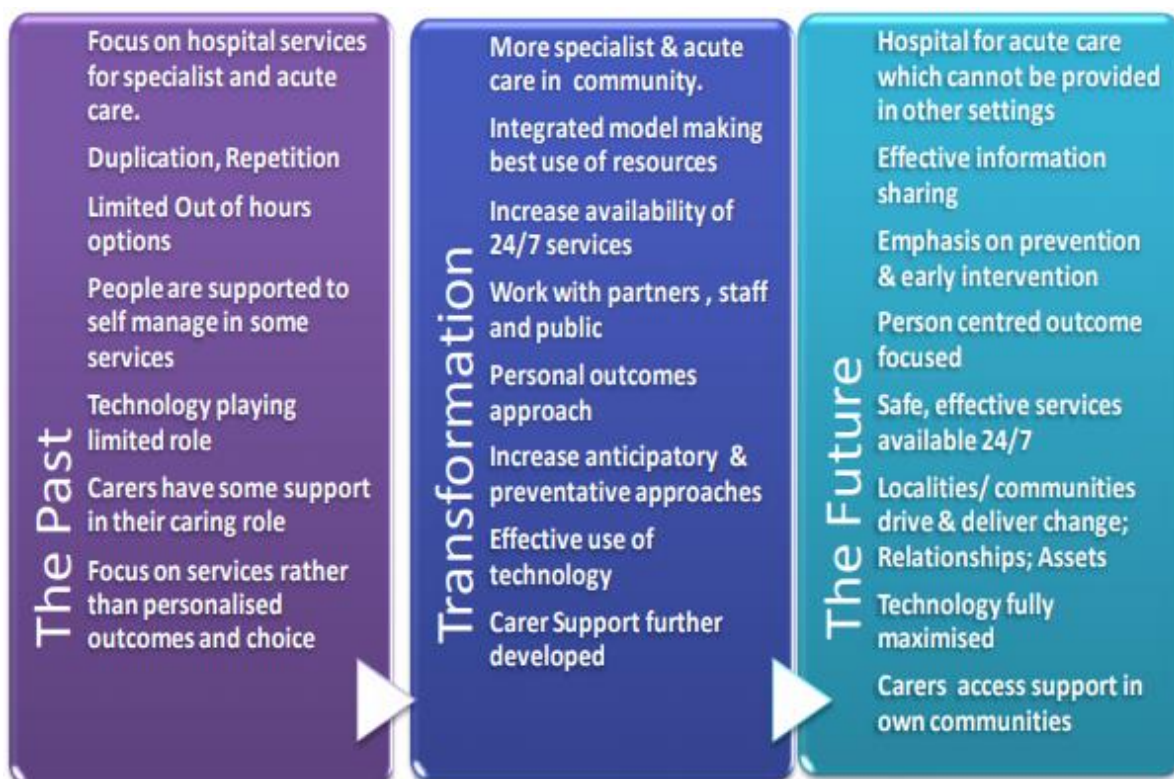 The Past
Focus on hospital services
for specialist and acute
care.
Duplication, Repetition
Limited Out of hours
options
People are supported to
self manage in some
services
Technology playing
limited role
Carers have some support
in their caring role
Focus on services rather
than personalised
outcomes and choice
Transformation
More specialist & acute
care in community.
Integrated model making
best use of resources
Increase availability of
24/7 services
Work with partners , staff
and public
Personal outcomes
approach
Increase anticipatory &
preventative approaches
Effective use of
technology
Carer Support further
developed
The Future
Hospital for acute care
which cannot be provided
in other settings
Effective information
sharing
Emphasis on prevention
& early intervention
Person centred outcome
focused
Safe, effective services
available 24/7
Localities/ communities
drive & deliver change;
Relationships; Assets
Technology fully
maximised
Carers access support in
own communities